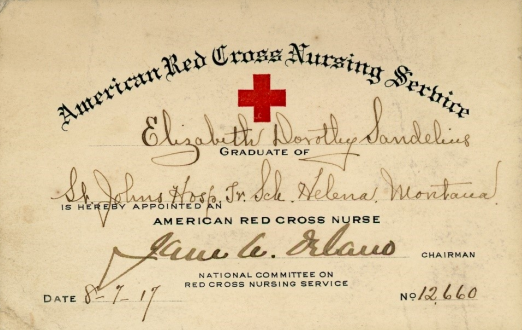 American Red Cross Nursing Service
Elizabeth Dorothy Sandelius
GRADUATE OF
St. Johns Hosp. Tr. Sch. Helena, Montana
IS HEREBY APPOINTED AN
AMERICAN RED CROSS NURSE
Jane A. Delano CHAIRMAN
NATIONAL COMMITTEE ON
RED CROSS NURSING SERVICE
DATE 8-7-17 No 12,660